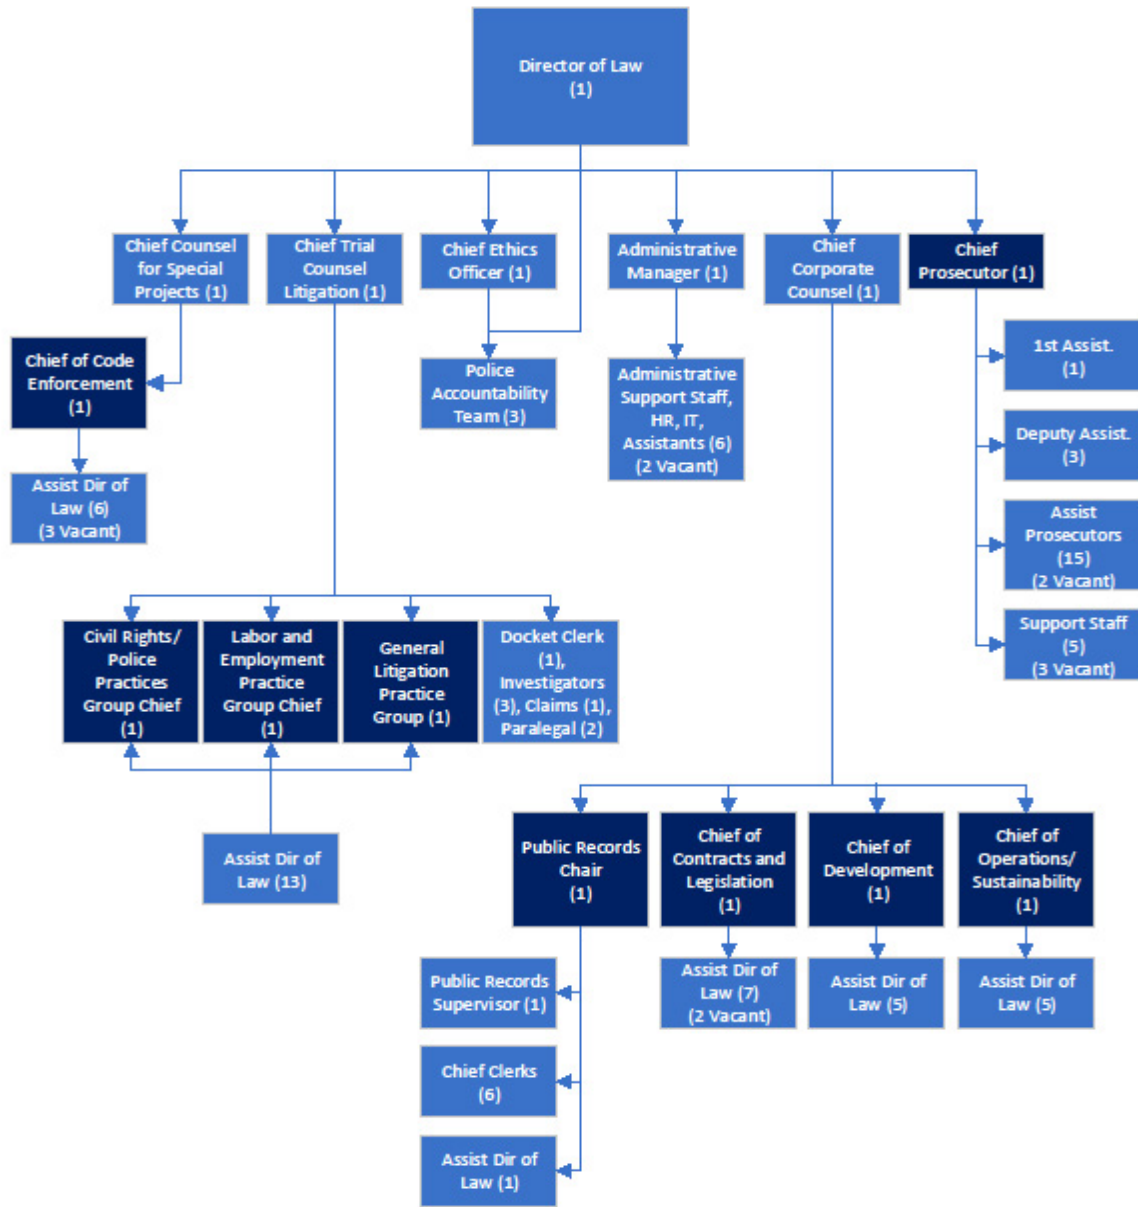 Director of Law
(1)
Chief Counsel
for Special
Projects (1)
Chief Trial
Counsel
Litigation (1)
Chief Ethics
Officer (1)
Administrative
Manager (1)
Chief
Corporate
Counsel (1)
Chief
Prosecutor (1)
Chief of Code
Enforcement
(1)
Assist Dir of
Law (6)
(3 Vacant)
Police
Accountability
Team (3)
Administrative
Support Staff,
HR, IT,
Assistants (6)
(2 Vacant)
1st Assist.
(1)
Deputy Assist.
(3)
Assist
Prosecutors
(15)
(2 Vacant)
Support Staff
(5)
(3 Vacant)
Civil Rights/
Police
Practices
Group Chief
(1)
Labor and
Employment
Practice
Group Chief
(1)
General
Litigation
Practice
Group (1)
Docket Clerk
(1),
Investigators
(3), Claims (1),
Paralegal (2)
Assist Dir of
Law (13)
Public Records
Chair
(1)
Chief of
Contracts and
Legislation
(1)
Chief of
Development
(1)
Chief of
Operations/
Sustainability
(1)
Public Records
Supervisor (1)
Chief Clerks
(6)
Assist Dir of
Law (1)
Assist Dir of
Law (7)
(2 Vacant)
Assist Dir of
Law (5)
Assist Dir of
Law (5)